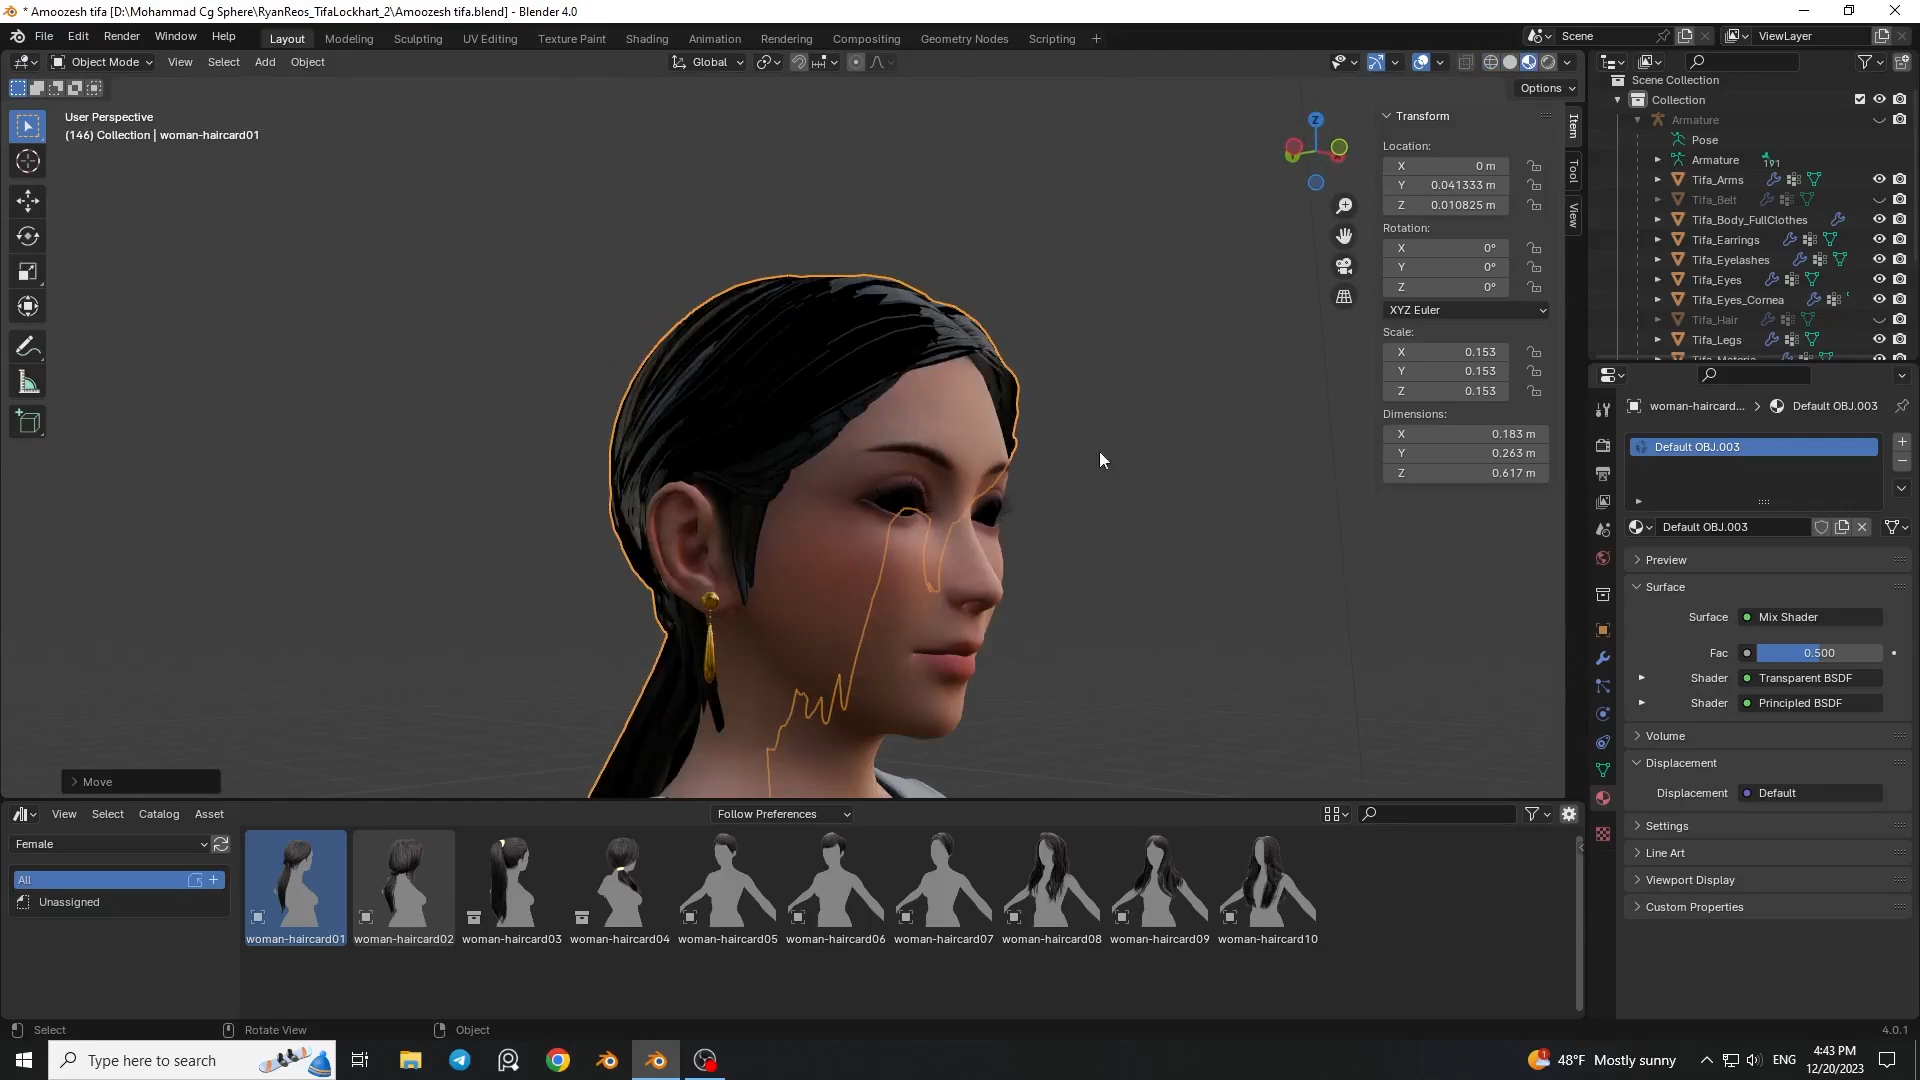 * Amoozesh tifa [D:\Mohammad Cg Sphere\RyanReos_TifaLockhart_2\Amoozesh tifa.blend] - Blender 4.0
File Edit Render Window Help
Layout Modeling Sculpting UV Editing Texture Paint Shading Animation Rendering Compositing Geometry Nodes Scripting +
Scene
ViewLayer
Object Mode View Select Add Object
Global
Options
User Perspective
(146) Collection | woman-haircard01
Transform
Location:
X 0 m
Y 0.041333 m
Z 0.010825 m
Rotation:
X 0°
Y 0°
Z 0°
XYZ Euler
Scale:
X 0.153
Y 0.153
Z 0.153
Dimensions:
X 0.183 m
Y 0.263 m
Z 0.617 m
Item
Tool
View
Z
Move
Scene Collection
Collection
Armature
Pose
Armature 191
Tifa_Arms
Tifa_Belt
Tifa_Body_FullClothes
Tifa_Earrings
Tifa_Eyelashes
Tifa_Eyes
Tifa_Eyes_Cornea
Tifa_Hair
Tifa_Legs
woman-haircard... > Default OBJ.003
Default OBJ.003
Default OBJ.003
Preview
Surface
Surface Mix Shader
Fac 0.500
Shader Transparent BSDF
Shader Principled BSDF
Volume
Displacement
Displacement Default
Settings
Line Art
Viewport Display
Custom Properties
View Select Catalog Asset
Follow Preferences
Female
All
Unassigned
woman-haircard01 woman-haircard02 woman-haircard03 woman-haircard04 woman-haircard05 woman-haircard06 woman-haircard07 woman-haircard08 woman-haircard09 woman-haircard10
Select Rotate View Object
4.0.1
Type here to search
1 48°F Mostly sunny
ENG
4:43 PM
12/20/2023